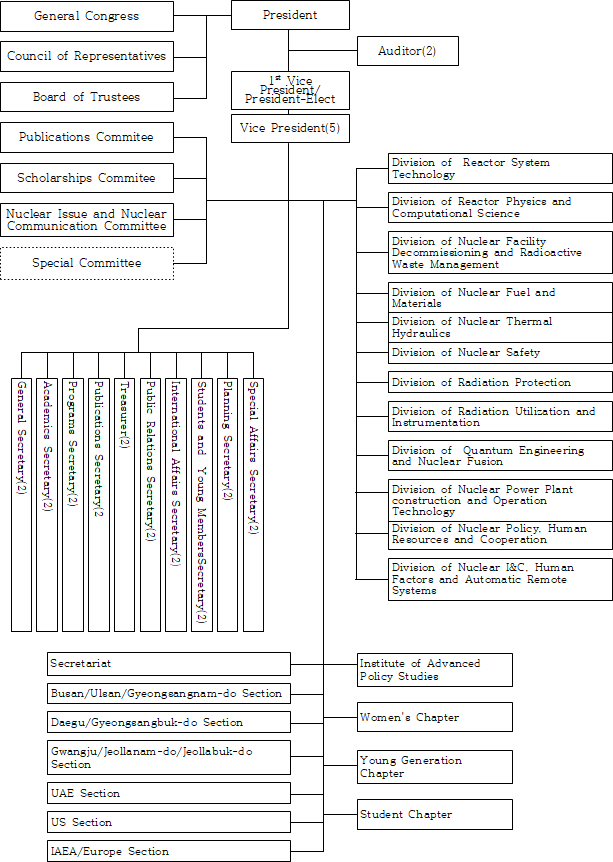 General Congress
President
Council of Representatives
Auditor(2)
Board of Trustees
1st Vice
President/
President-Elect
Vice President(5)
Publications Commitee
Scholarships Commitee
Nuclear Issue and Nuclear
Communication Committee
Special Committee
Division of Reactor System
Technology
Division of Reactor Physics and
Computational Science
Division of Nuclear Facility
Decommissioning and Radioactive
Waste Management
Division of Nuclear Fuel and
Materials
Division of Nuclear Thermal
Hydraulics
Division of Nuclear Safety
Division of Radiation Protection
Division of Radiation Utilization and
Instrumentation
Division of Quantum Engineering
and Nuclear Fusion
Division of Nuclear Power Plant
construction and Operation
Technology
Division of Nuclear Policy, Human
Resources and Cooperation
Division of Nuclear I&C, Human
Factors and Automatic Remote
Systems
General Secretary(2)
Academics Secretary(2)
Programs Secretary(2)
Publications Secretary(2
Treasurer(2)
Public Relations Secretary(2)
International Affairs Secretary(2)
Students and Young MembersSecretary(2)
Planning Secretary(2)
Special Affairs Secretary(2)
Secretariat
Busan/Ulsan/Gyeongsangnam-do Section
Daegu/Gyeongsangbuk-do Section
Gwangju/Jeollanam-do/Jeollabuk-do
Section
UAE Section
US Section
IAEA/Europe Section
Institute of Advanced
Policy Studies
Women's Chapter
Young Generation
Chapter
Student Chapter